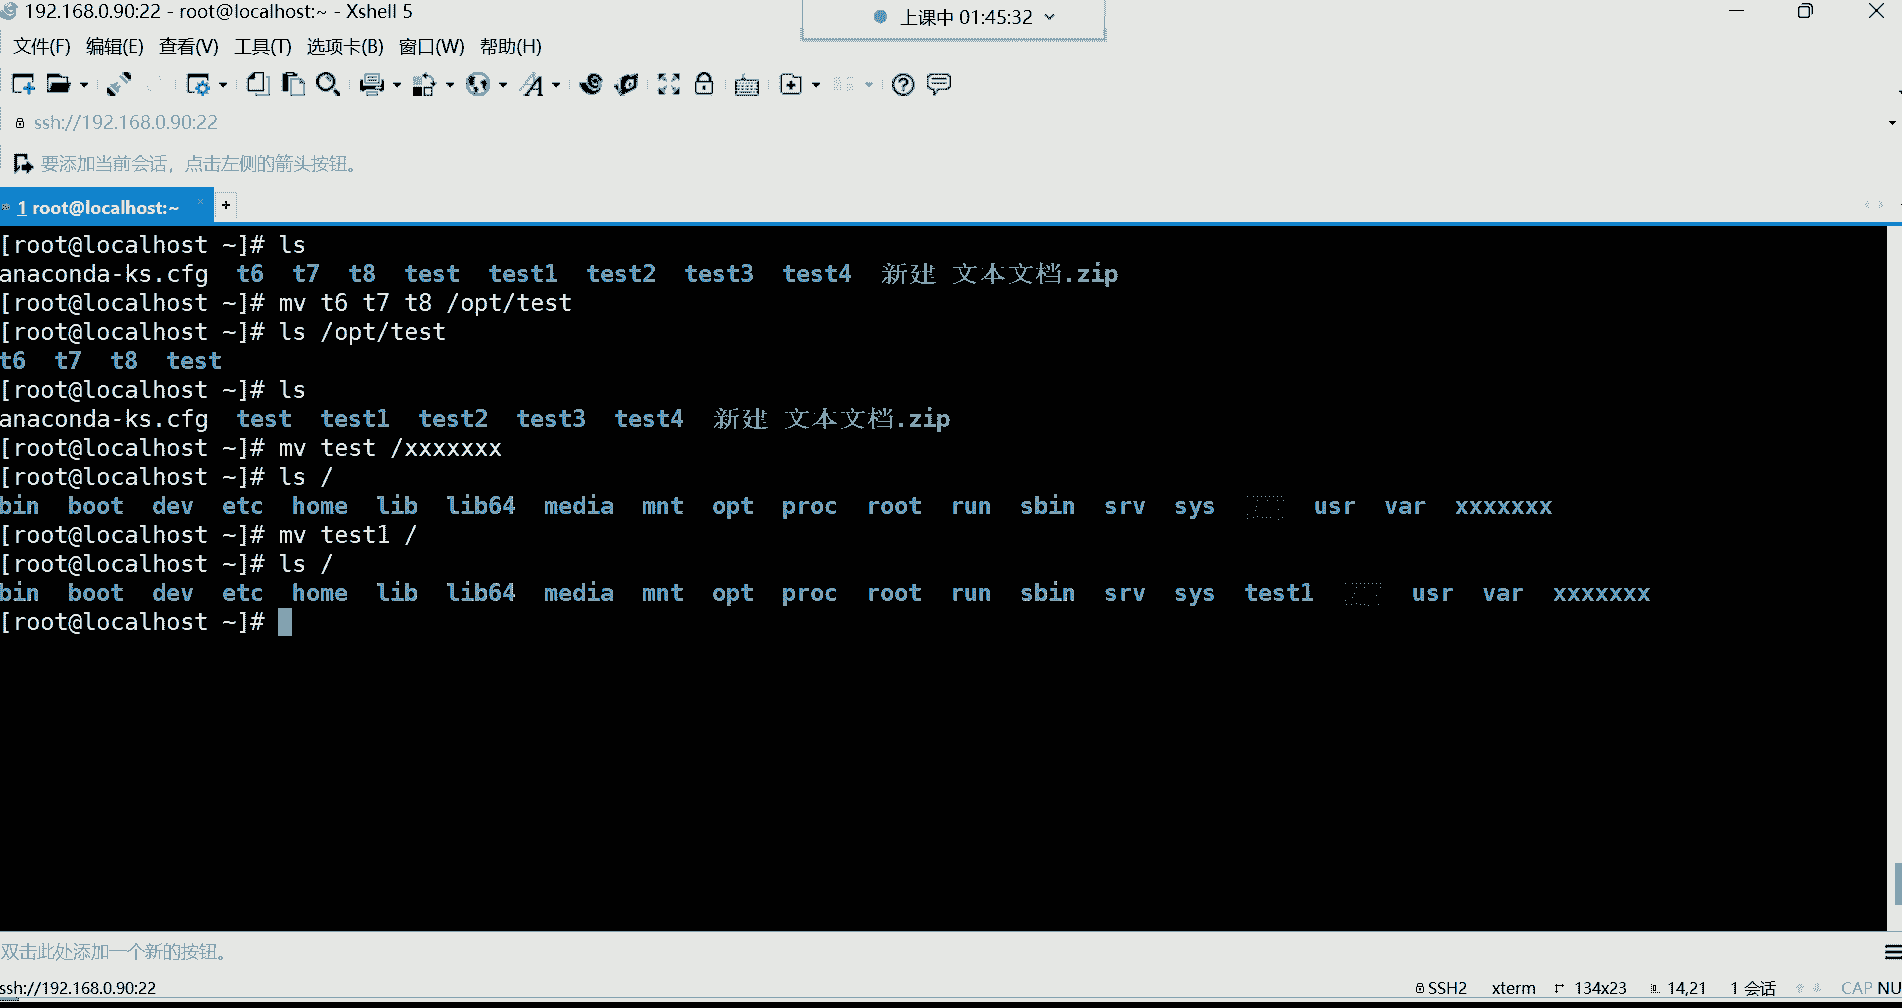 192.168.0.90:22 - root@localhost:~ - Xshell 5
上课中 01:45:32
文件(F) 编辑(E) 查看(V) 工具(T) 选项卡(B) 窗口(W) 帮助(H)
ssh://192.168.0.90:22
要添加当前会话，点击左侧的箭头按钮。
1 root@localhost:~
[root@localhost ~]# ls
anaconda-ks.cfg t6 t7 t8 test test1 test2 test3 test4 新建 文本文档.zip
[root@localhost ~]# mv t6 t7 t8 /opt/test
[root@localhost ~]# ls /opt/test
t6 t7 t8 test
[root@localhost ~]# ls
anaconda-ks.cfg test test1 test2 test3 test4 新建 文本文档.zip
[root@localhost ~]# mv test /xxxxxxx
[root@localhost ~]# ls /
bin boot dev etc home lib lib64 media mnt opt proc root run sbin srv sys usr var xxxxxxx
[root@localhost ~]# mv test1 /
[root@localhost ~]# ls /
bin boot dev etc home lib lib64 media mnt opt proc root run sbin srv sys test1 usr var xxxxxxx
[root@localhost ~]#
双击此处添加一个新的按钮。
ssh://192.168.0.90:22 SSH2 xterm 134x23 14,21 1 会话 CAP NU